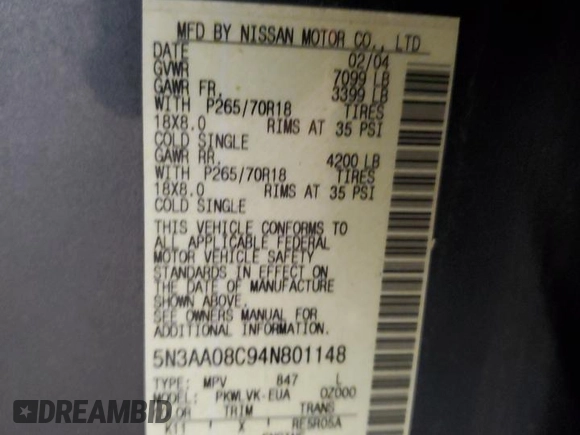 MFD BY NISSAN MOTOR CO., LTD
DATE 02/04
GVWR 7099 LB
GAWR FR. 3399 LB
WITH P265/70R18 TIRES
18X8.0 RIMS AT 35 PSI
COLD SINGLE
GAWR RR. 4200 LB
WITH P265/70R18 TIRES
18X8.0 RIMS AT 35 PSI
COLD SINGLE
THIS VEHICLE CONFORMS TO
ALL APPLICABLE FEDERAL
MOTOR VEHICLE SAFETY
STANDARDS IN EFFECT ON
THE DATE OF MANUFACTURE
SHOWN ABOVE.
SEE OWNERS MANUAL FOR
ADDITIONAL INFORMATION
5N3AA08C94N801148
TYPE: MPV 847 L
MODEL: PKWLVK-EUA 0Z000
COLOR TRIM TRANS
K11 X RE5R05A
DREAMBID